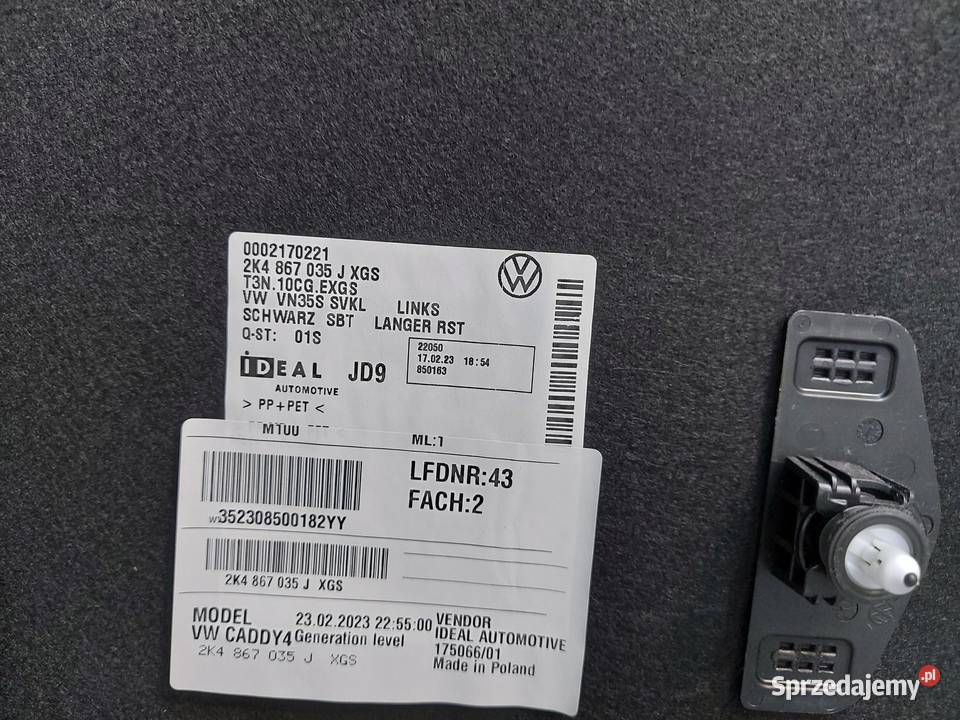 0002170221
2K4 867 035 J XGS
T3N.10CG.EXGS
VW VN35S SVKL LINKS
SCHWARZ SBT LANGER RST
Q-ST: 01S
22050
17.02.23 18:54
850163
iDEAL JD9
AUTOMOTIVE
> PP+PET <
ML:1
LFDNR:43
FACH:2
352308500182YY
2K4 867 035 J XGS
MODEL 23.02.2023 22:55:00 VENDOR
VW CADDY4 Generation level IDEAL AUTOMOTIVE
2K4 867 035 J XGS 175066/01
Made in Poland
Sprzedajemy.pl